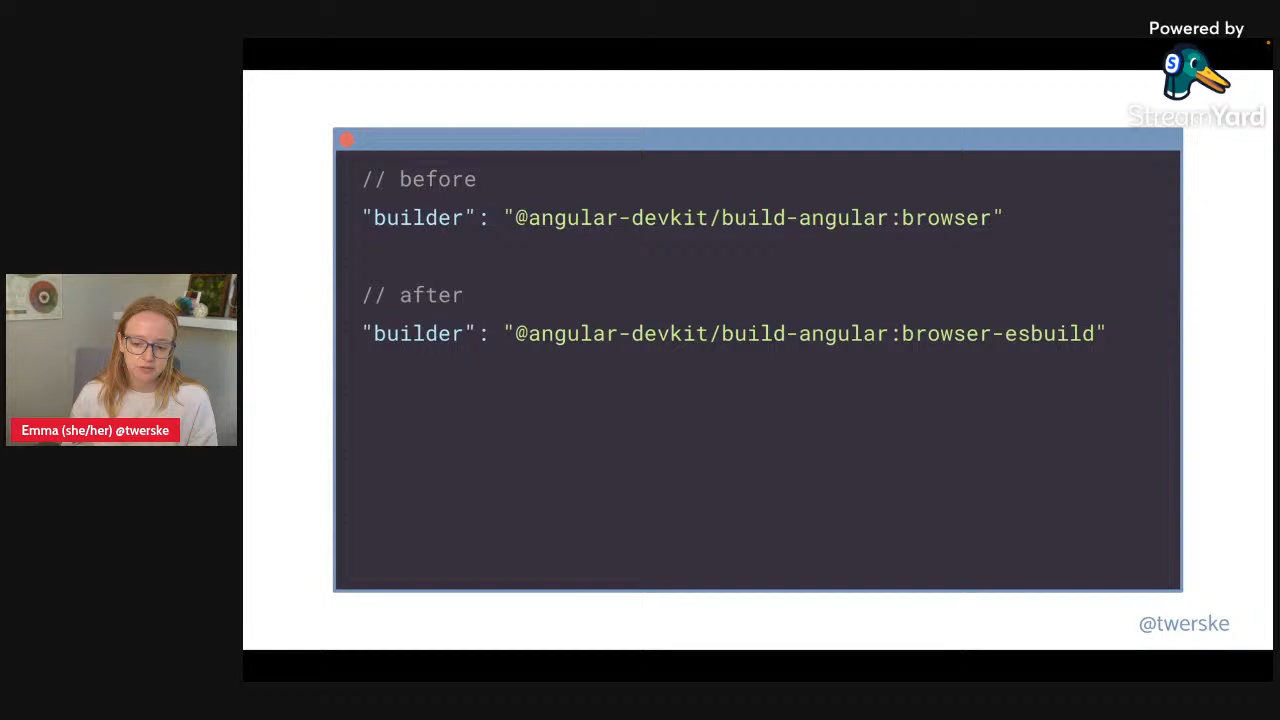 Powered by
S
StreamYard
// before
"builder": "@angular-devkit/build-angular:browser"
// after
"builder": "@angular-devkit/build-angular:browser-esbuild"
Emma (she/her) @twerske
@twerske